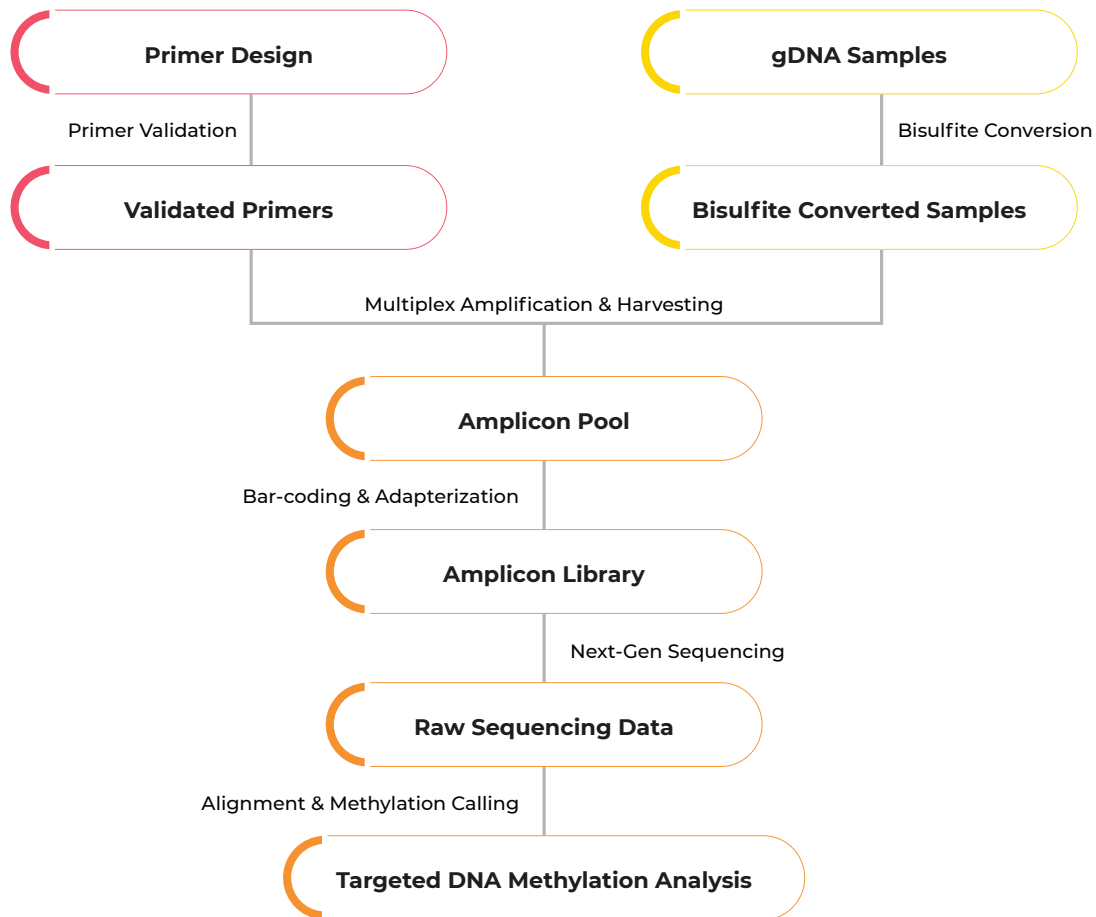 Primer Design
gDNA Samples
Primer Validation
Bisulfite Conversion
Validated Primers
Bisulfite Converted Samples
Multiplex Amplification & Harvesting
Amplicon Pool
Bar-coding & Adapterization
Amplicon Library
Next-Gen Sequencing
Raw Sequencing Data
Alignment & Methylation Calling
Targeted DNA Methylation Analysis